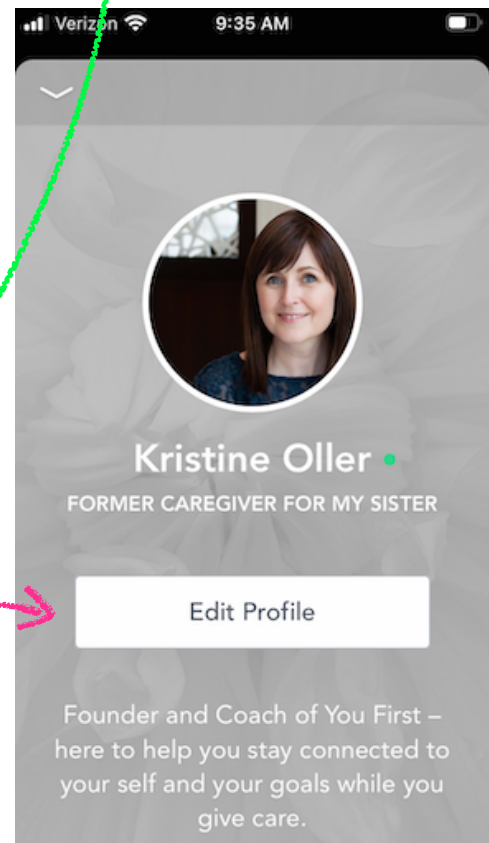 Verizon 9:35 AM
Kristine Oller
FORMER CAREGIVER FOR MY SISTER
Edit Profile
Founder and Coach of You First –
here to help you stay connected to
your self and your goals while you
give care.